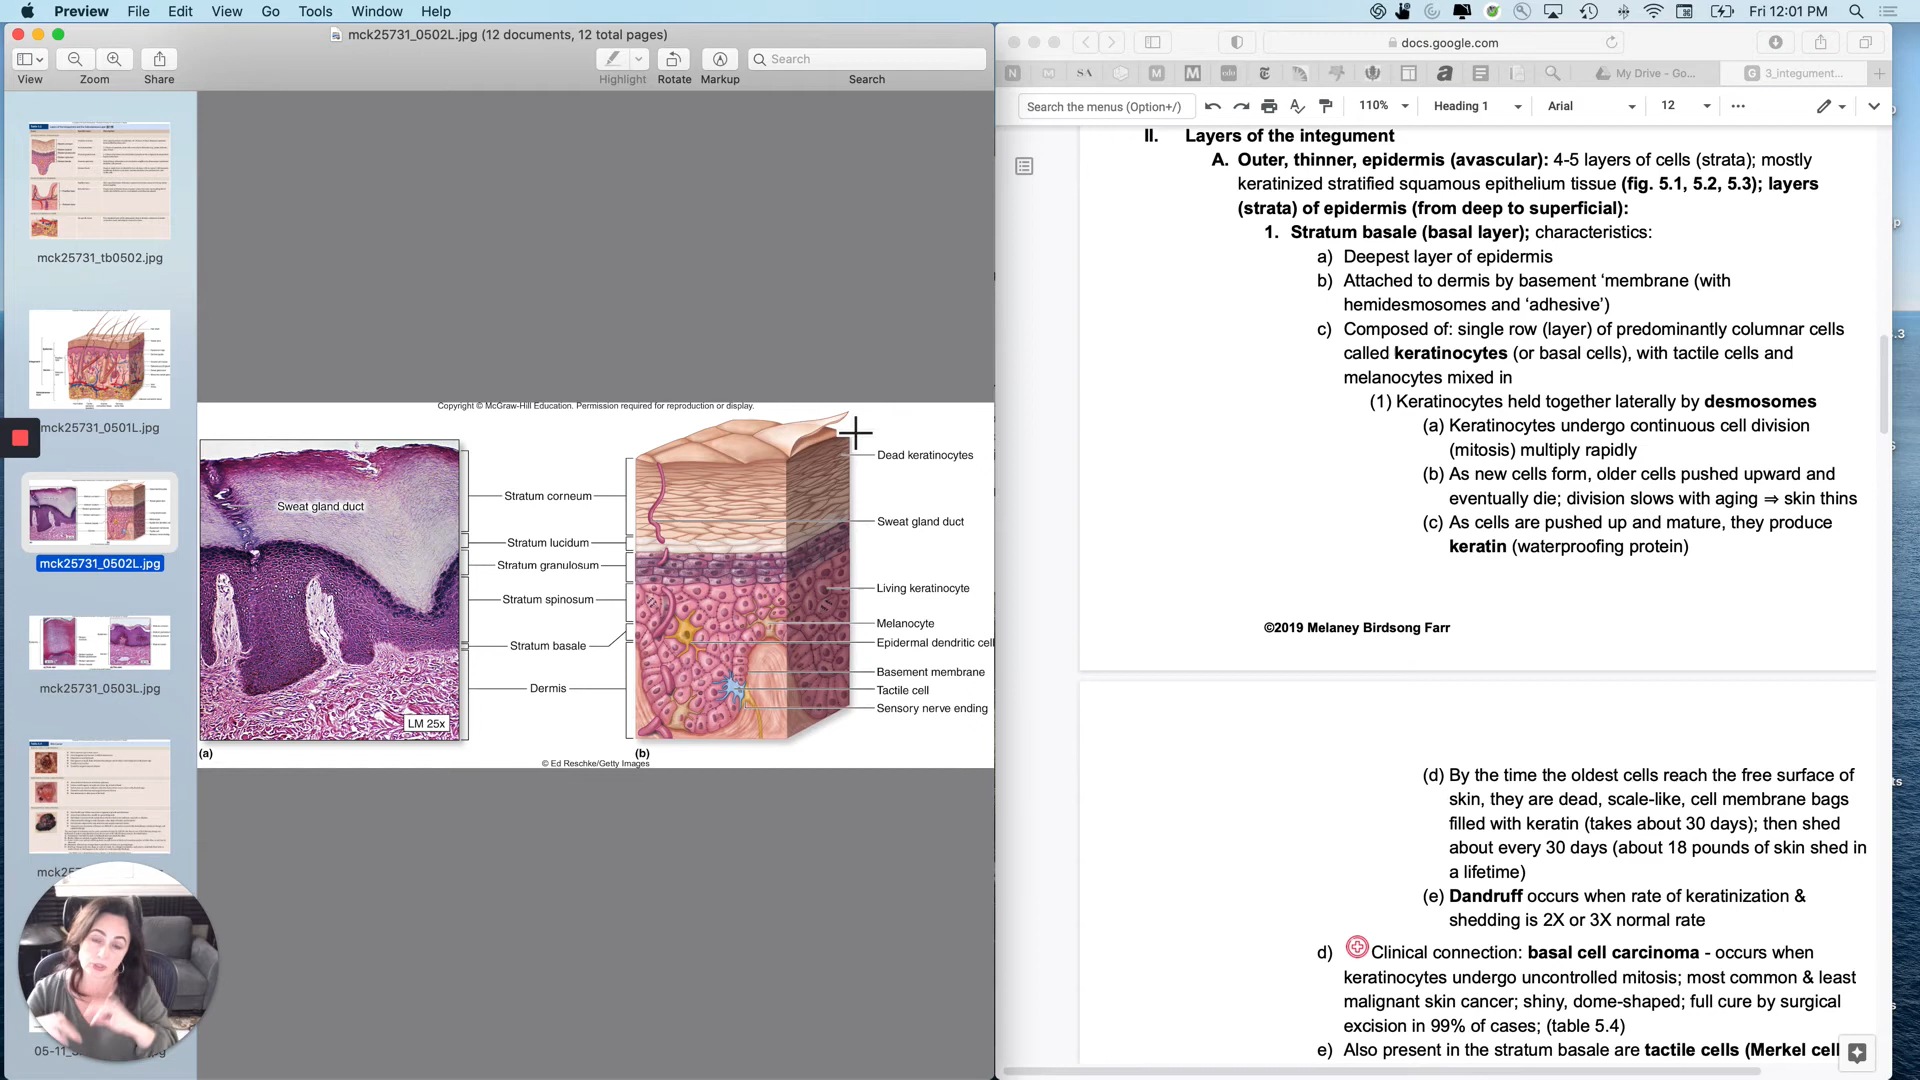 Preview File Edit View Go Tools Window Help
Fri 12:01 PM
mck25731_0502L.jpg (12 documents, 12 total pages)
View Zoom Share Highlight Rotate Markup Search
Search
mck25731_tb0502.jpg
mck25731_0501L.jpg
mck25731_0502L.jpg
mck25731_0503L.jpg
Copyright © McGraw-Hill Education. Permission required for reproduction or display.
Sweat gland duct
LM 25x
(a)
Stratum corneum
Stratum lucidum
Stratum granulosum
Stratum spinosum
Stratum basale
Dermis
(b)
Dead keratinocytes
Sweat gland duct
Living keratinocyte
Melanocyte
Epidermal dendritic cell
Basement membrane
Tactile cell
Sensory nerve ending
© Ed Reschke/Getty Images
docs.google.com
My Drive - Go...
3_integument...
Search the menus (Option+/)
110%
Heading 1
Arial
12
II. Layers of the integument
A. Outer, thinner, epidermis (avascular): 4-5 layers of cells (strata); mostly
keratinized stratified squamous epithelium tissue (fig. 5.1, 5.2, 5.3); layers
(strata) of epidermis (from deep to superficial):
1. Stratum basale (basal layer); characteristics:
a) Deepest layer of epidermis
b) Attached to dermis by basement ‘membrane (with
hemidesmosomes and ‘adhesive’)
c) Composed of: single row (layer) of predominantly columnar cells
called keratinocytes (or basal cells), with tactile cells and
melanocytes mixed in
(1) Keratinocytes held together laterally by desmosomes
(a) Keratinocytes undergo continuous cell division
(mitosis) multiply rapidly
(b) As new cells form, older cells pushed upward and
eventually die; division slows with aging ⇒ skin thins
(c) As cells are pushed up and mature, they produce
keratin (waterproofing protein)
©2019 Melaney Birdsong Farr
(d) By the time the oldest cells reach the free surface of
skin, they are dead, scale-like, cell membrane bags
filled with keratin (takes about 30 days); then shed
about every 30 days (about 18 pounds of skin shed in
a lifetime)
(e) Dandruff occurs when rate of keratinization &
shedding is 2X or 3X normal rate
d) Clinical connection: basal cell carcinoma - occurs when
keratinocytes undergo uncontrolled mitosis; most common & least
malignant skin cancer; shiny, dome-shaped; full cure by surgical
excision in 99% of cases; (table 5.4)
e) Also present in the stratum basale are tactile cells (Merkel cell